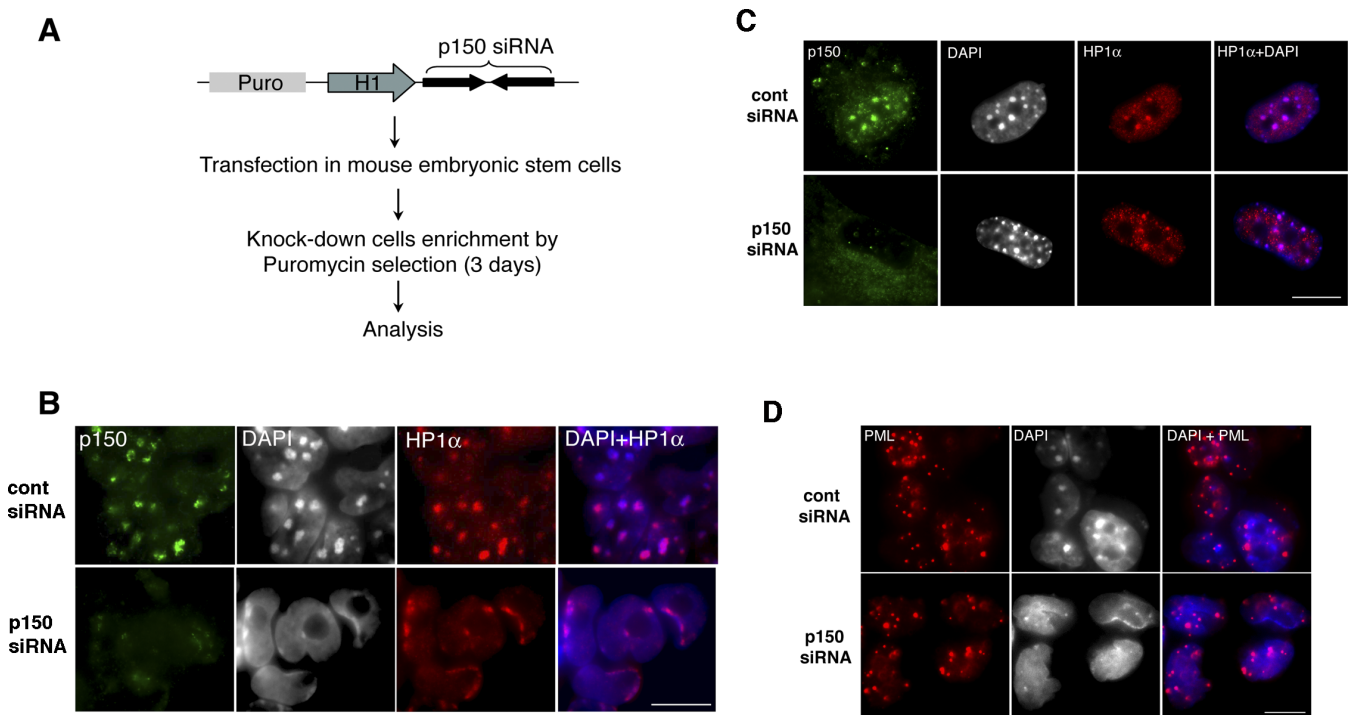 A
p150 siRNA
Puro
H1
Transfection in mouse embryonic stem cells
Knock-down cells enrichment by
Puromycin selection (3 days)
Analysis
B
p150
DAPI
HP1α
DAPI+HP1α
cont
siRNA
p150
siRNA
C
p150
DAPI
HP1α
HP1α+DAPI
cont
siRNA
p150
siRNA
D
PML
DAPI
DAPI + PML
cont
siRNA
p150
siRNA